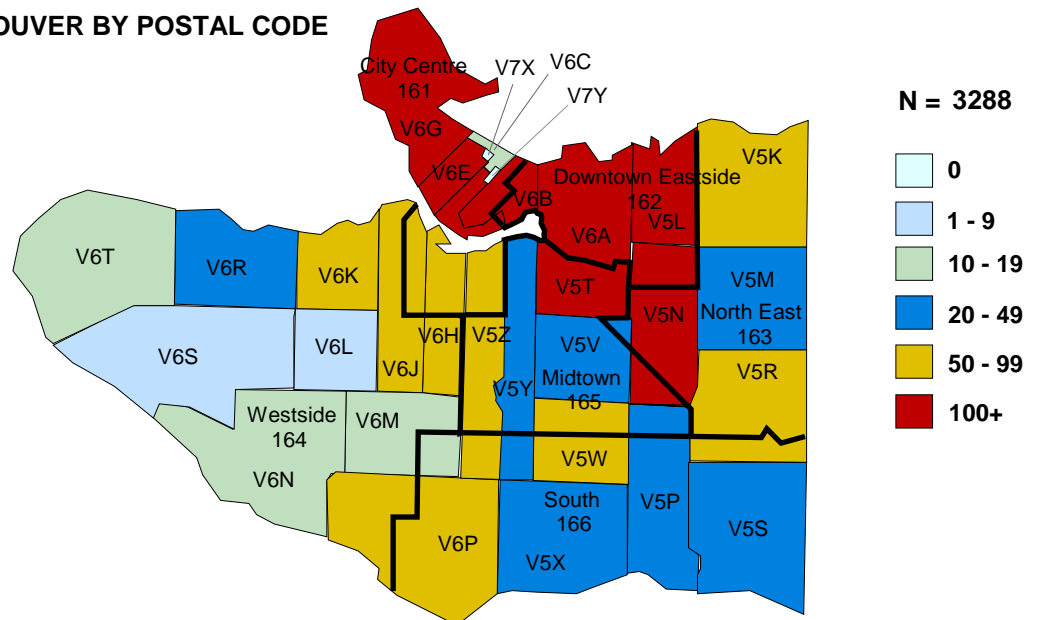 OUVER BY POSTAL CODE
City Centre
161
V7X
V6C
V7Y
V6G
V6E
V6B
Downtown Eastside
162
V5K
V5L
V6A
V6T
V6R
V6K
V5T
V5M
V5N
North East
163
V6S
V6L
V6H
V5Z
V6J
V5V
V5Y
Midtown
165
V5R
Westside
164
V6M
V6N
V5W
South
166
V5P
V5S
V6P
V5X
N = 3288
0
1 - 9
10 - 19
20 - 49
50 - 99
100+